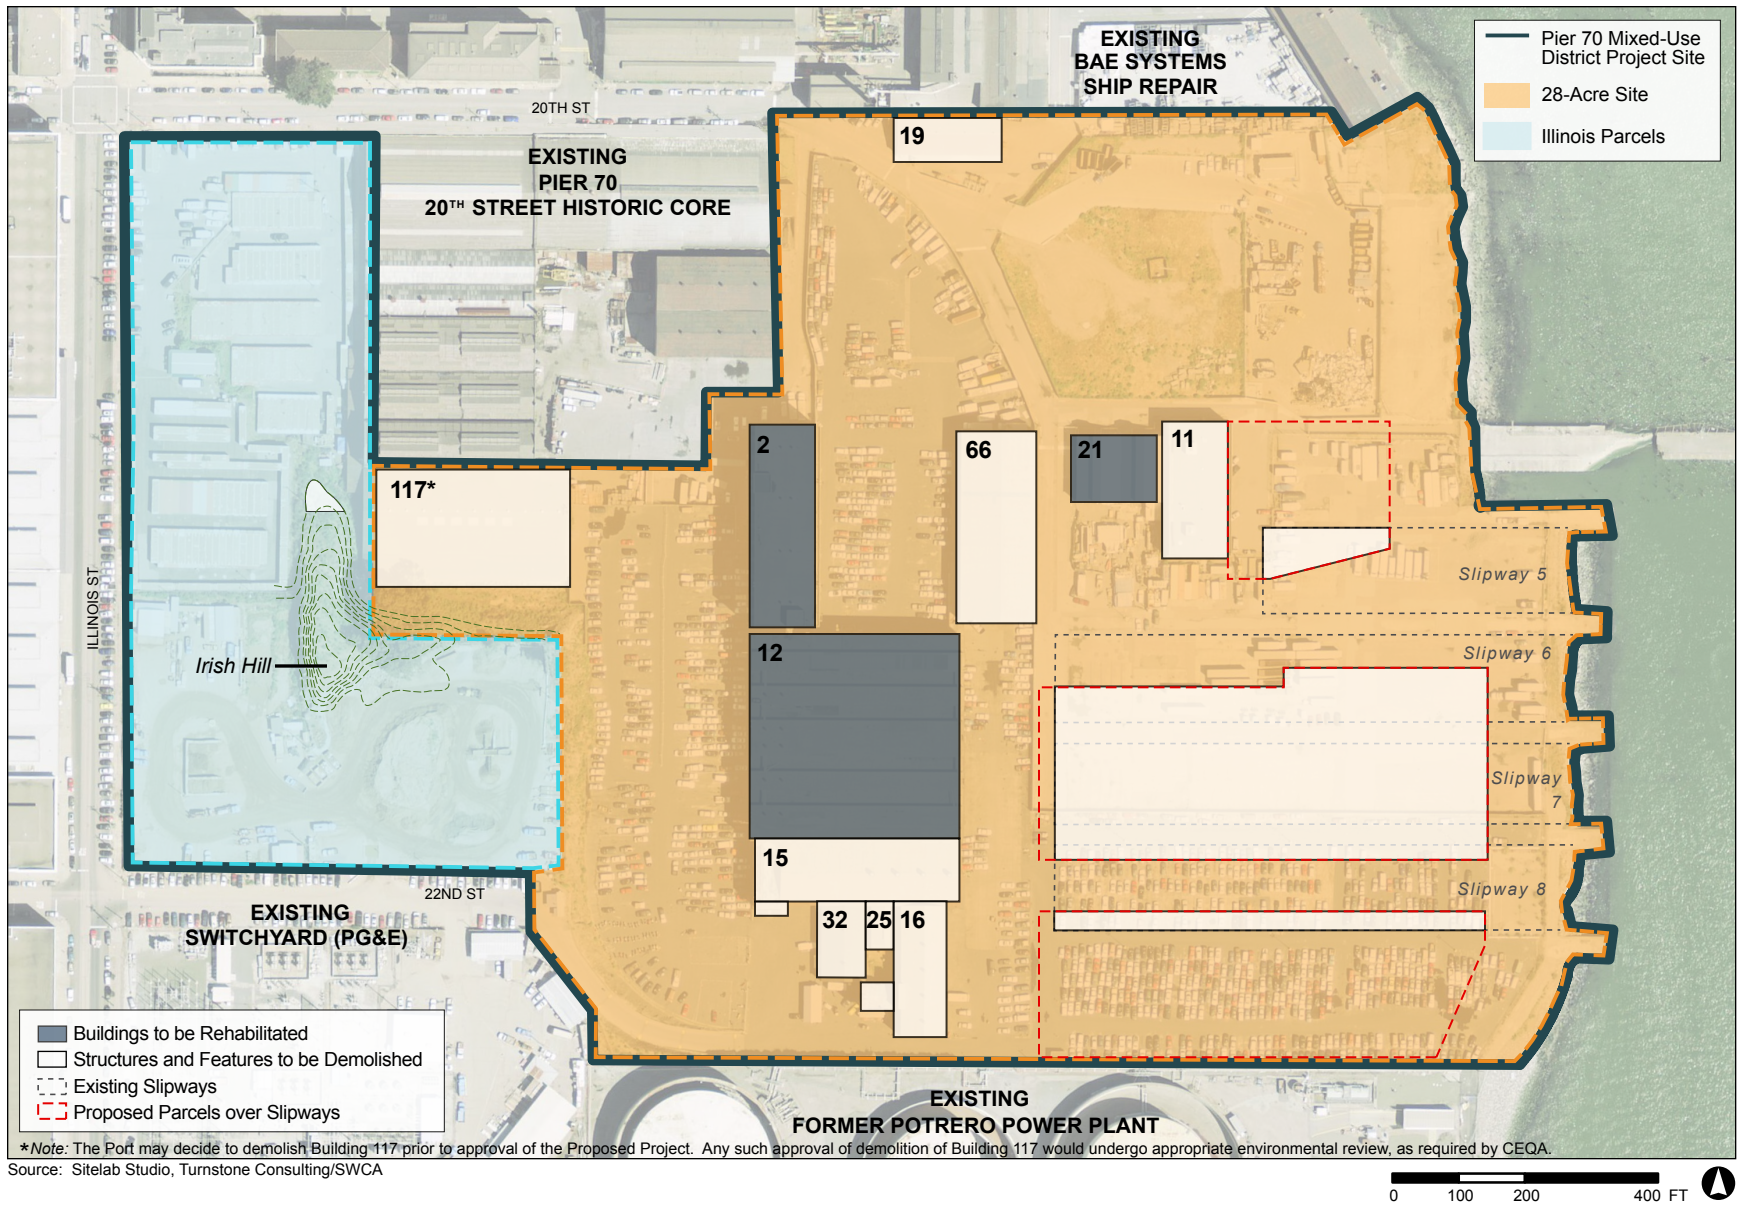 EXISTING
BAE SYSTEMS
SHIP REPAIR
Pier 70 Mixed-Use
District Project Site
28-Acre Site
Illinois Parcels
20TH ST
19
EXISTING
PIER 70
20TH STREET HISTORIC CORE
2
66
21
11
117*
Slipway 5
ILLINOIS ST
Irish Hill
12
Slipway 6
Slipway
7
15
Slipway 8
22ND ST
32
25
16
EXISTING
SWITCHYARD (PG&E)
Buildings to be Rehabilitated
Structures and Features to be Demolished
Existing Slipways
Proposed Parcels over Slipways
EXISTING
FORMER POTRERO POWER PLANT
*Note: The Port may decide to demolish Building 117 prior to approval of the Proposed Project. Any such approval of demolition of Building 117 would undergo appropriate environmental review, as required by CEQA.
Source: Sitelab Studio, Turnstone Consulting/SWCA
0 100 200 400 FT